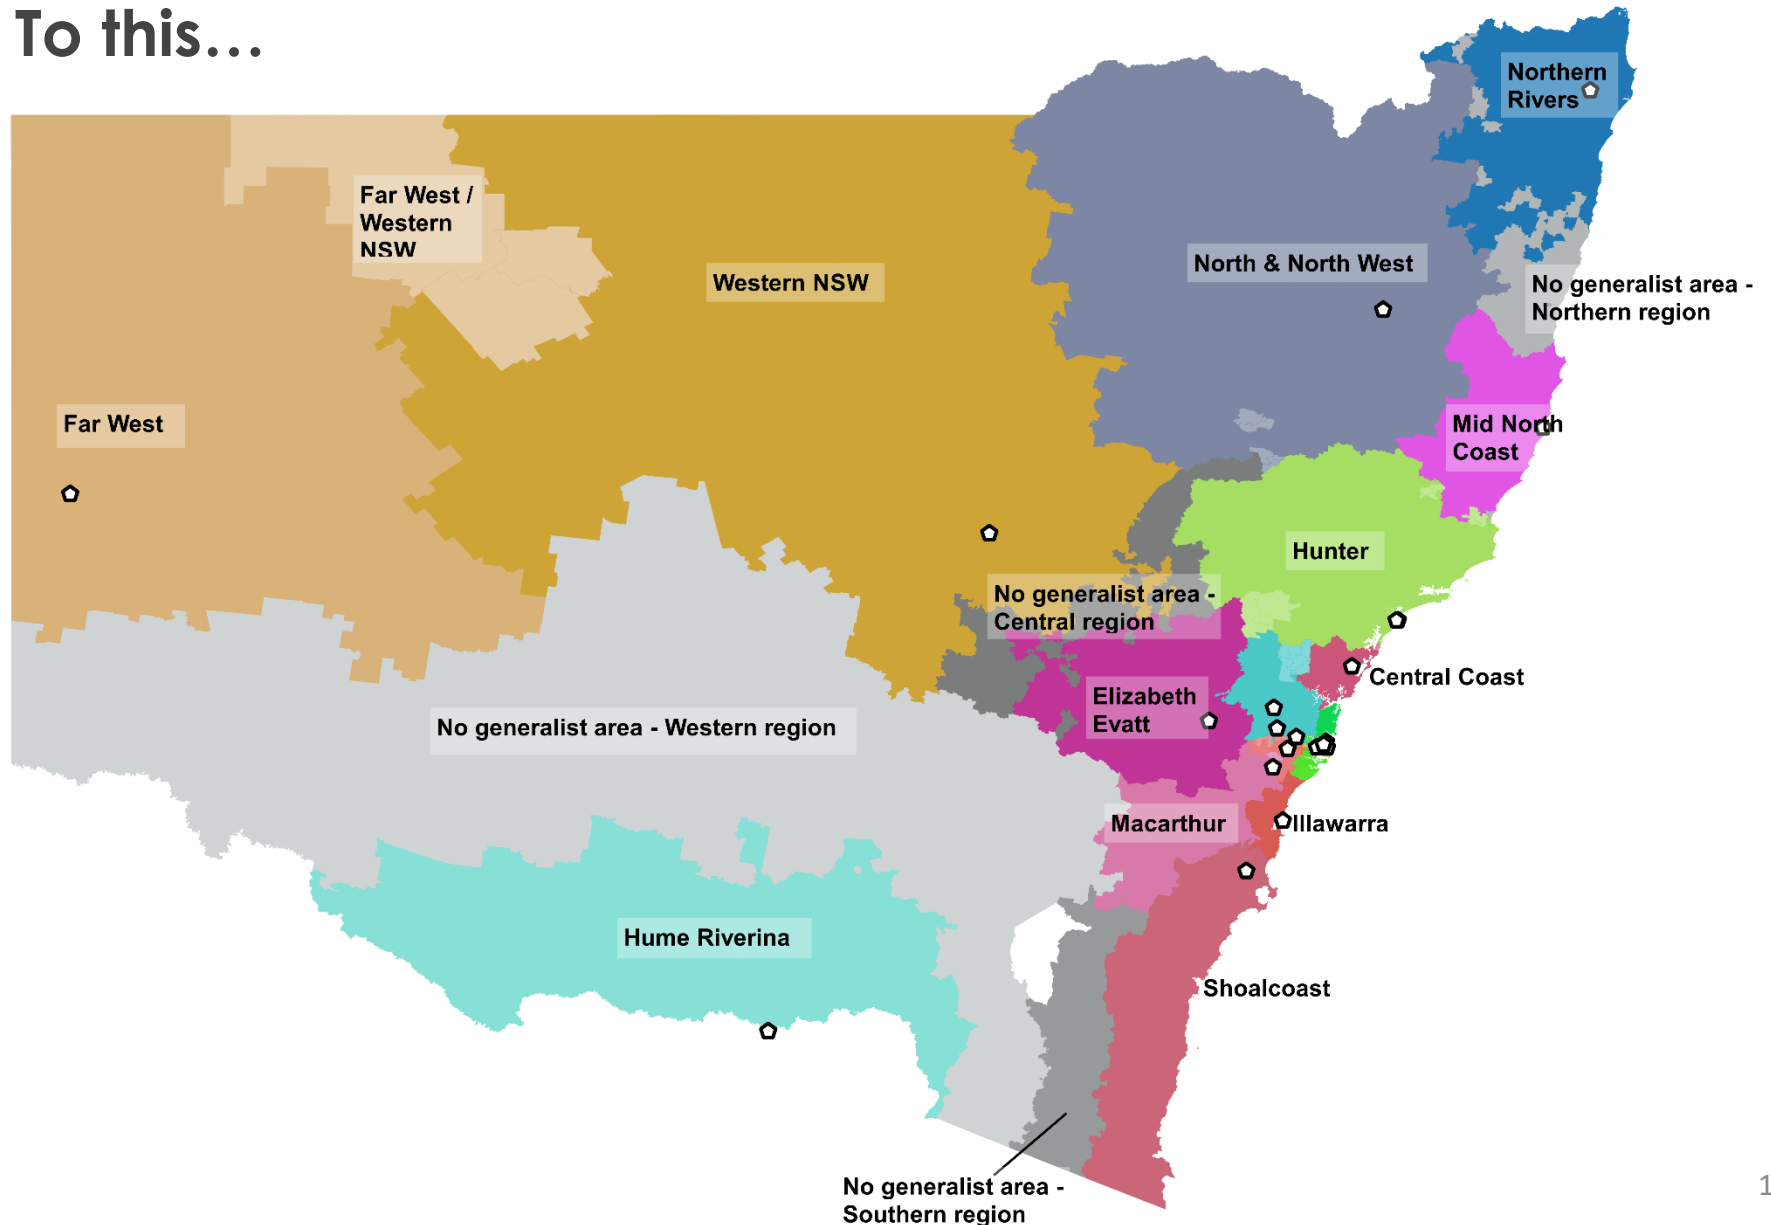 To this…
Northern
Rivers
Far West /
Western
NSW
North & North West
Western NSW
No generalist area -
Northern region
Far West
Mid North
Coast
Hunter
No generalist area -
Central region
Central Coast
Elizabeth
Evatt
No generalist area - Western region
Macarthur
Illawarra
Hume Riverina
Shoalcoast
No generalist area -
Southern region
1